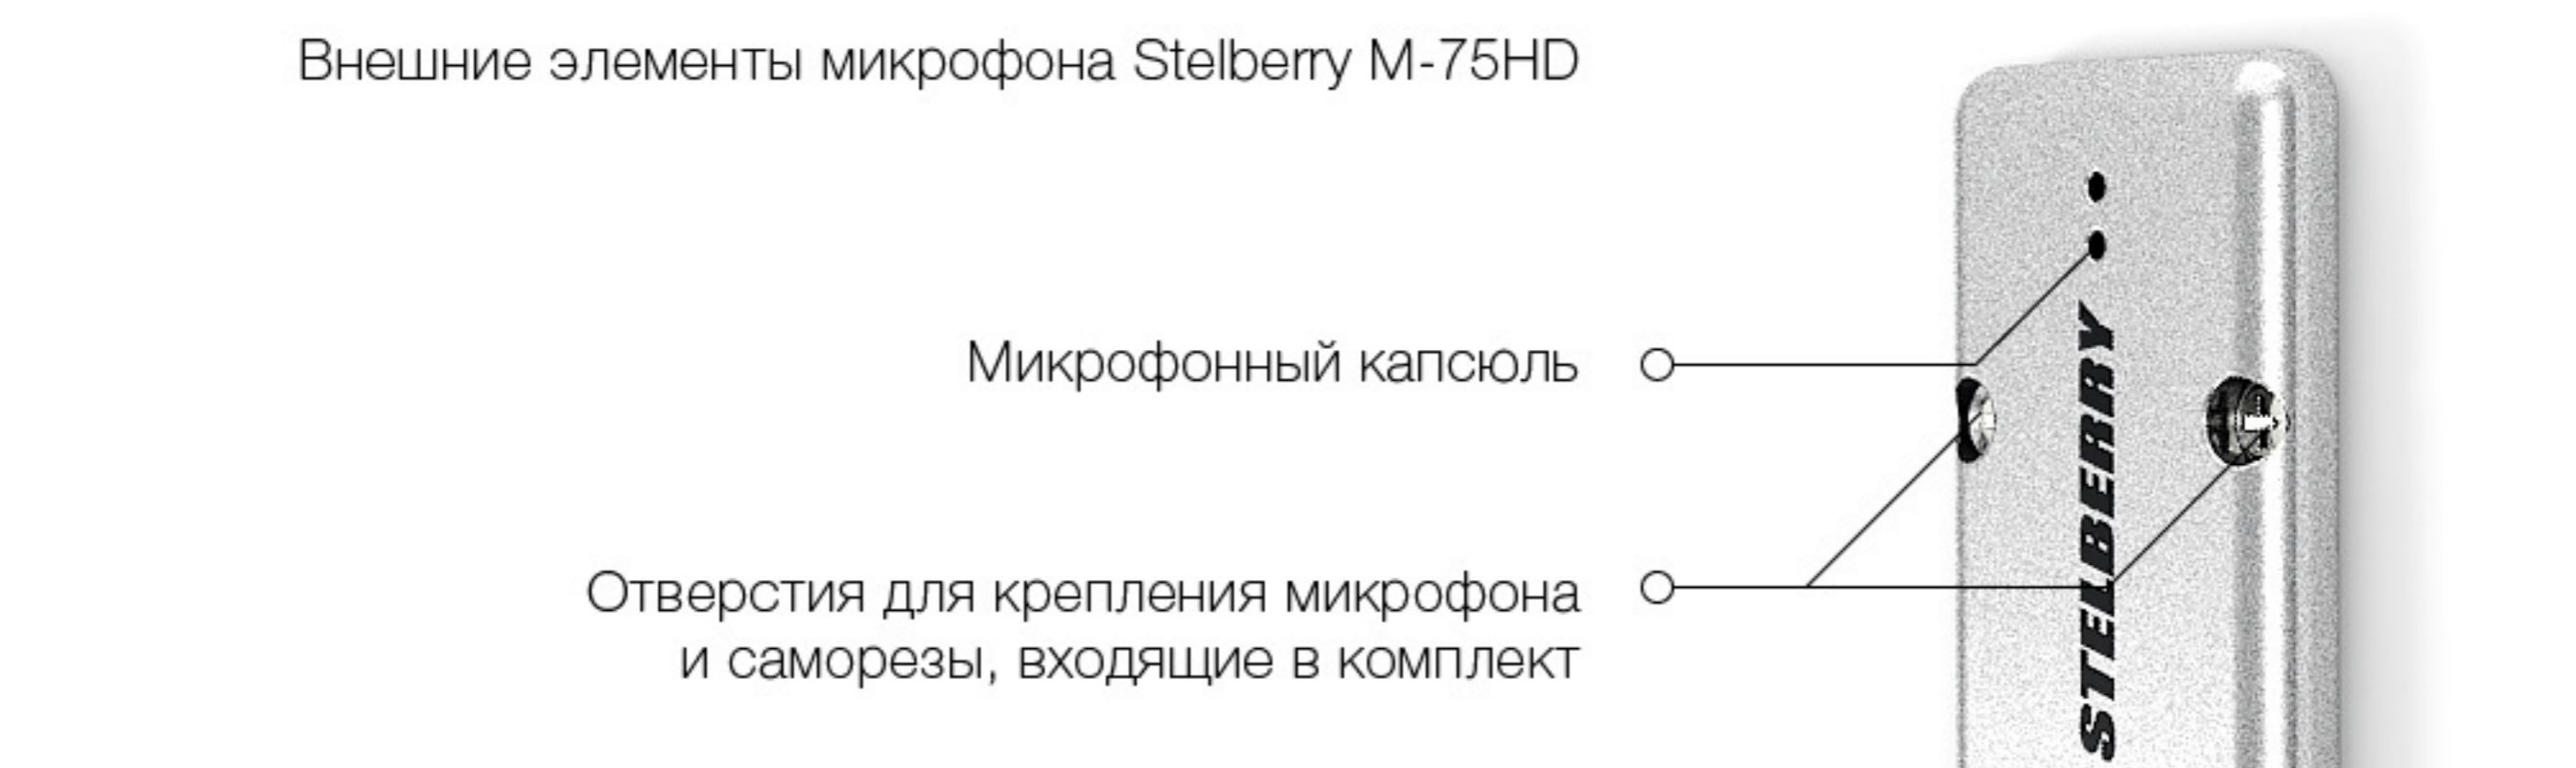 Внешние элементы микрофона Stelberry M-75HD
Микрофонный капсюль
Отверстия для крепления микрофона
и саморезы, входящие в комплект
STELBERRY